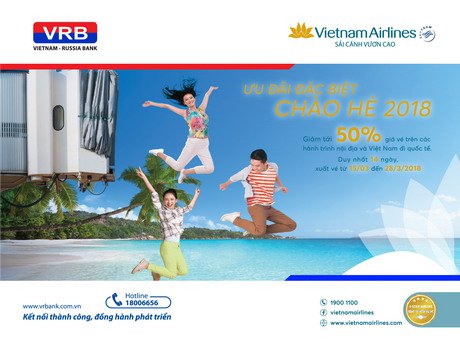 VRB
VIETNAM - RUSSIA BANK
Vietnam Airlines
SẢI CÁNH VƯƠN CAO
ƯU ĐÃI ĐẶC BIỆT
CHÀO HÈ 2018
Giảm tới 50% giá vé trên các
hành trình nội địa và Việt Nam đi quốc tế.
Duy nhất 14 ngày,
xuất vé từ 15/03 đến 28/3/2018
www.vrbank.com.vn
Hotline
18006656
Kết nối thành công, đồng hành phát triển
1900 1100
vietnamairlines
www.vietnamairlines.com